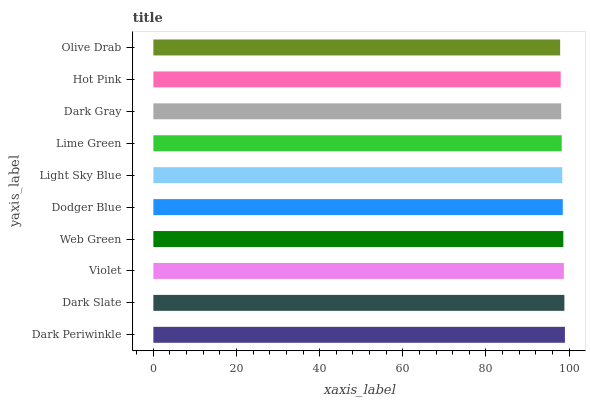 title
Olive Drab
Hot Pink
Dark Gray
Lime Green
Light Sky Blue
Dodger Blue
Web Green
Violet
Dark Slate
Dark Periwinkle
yaxis_label
0 20 40 60 80 100
xaxis_label